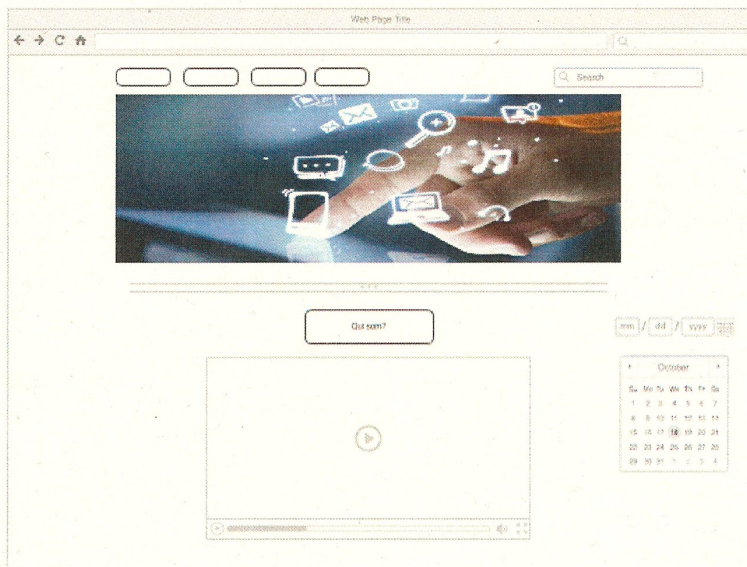 Web Page Title
Search
Qui som?
mm / dd / yyyy
October
Su Mo Tu We Th Fr Sa
1 2 3 4 5 6 7
8 9 10 11 12 13 14
15 16 17 18 19 20 21
22 23 24 25 26 27 28
29 30 31 1 2 3 4